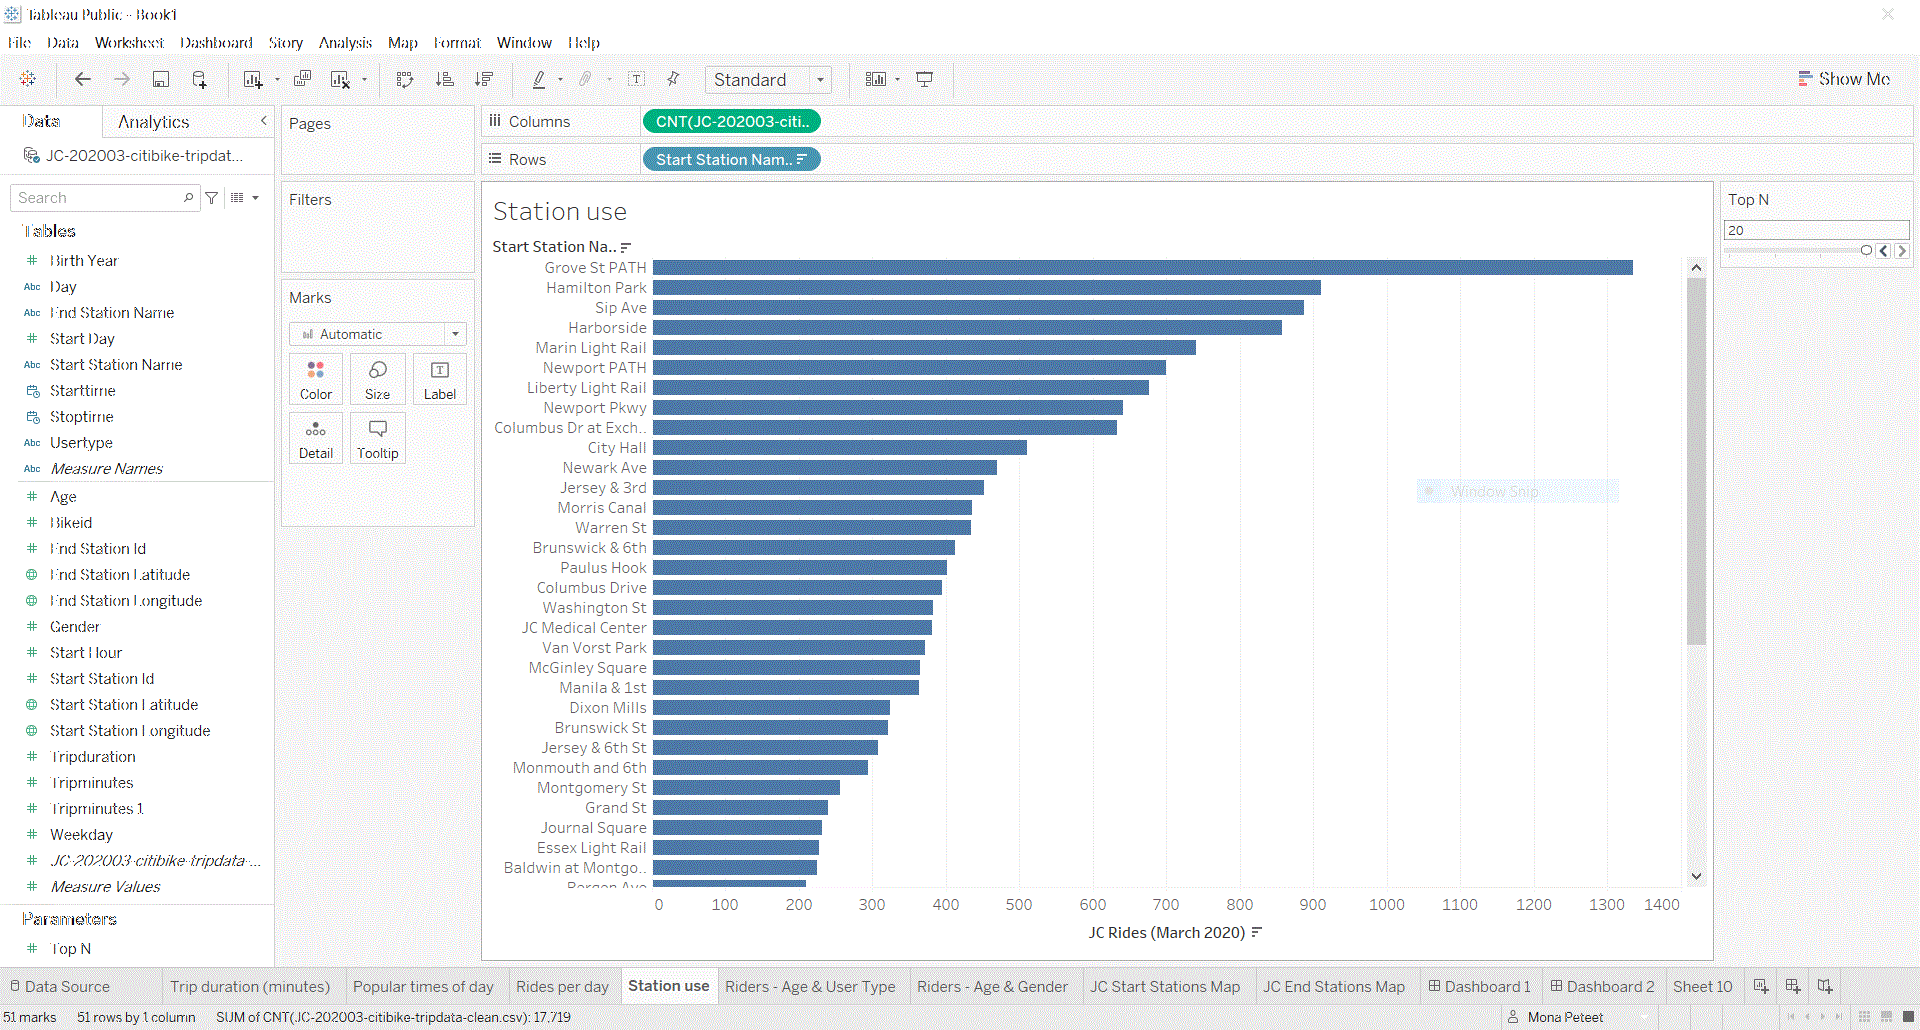 Tableau Public - Book1
File Data Worksheet Dashboard Story Analysis Map Format Window Help
Standard
Show Me
Data Analytics
JC-202003-citibike-tripdat...
Search
Tables
Birth Year
Abc Day
Abc End Station Name
Start Day
Abc Start Station Name
Starttime
Stoptime
Abc Usertype
Abc Measure Names
Age
Bikeid
End Station Id
End Station Latitude
End Station Longitude
Gender
Start Hour
Start Station Id
Start Station Latitude
Start Station Longitude
Tripduration
Tripminutes
Tripminutes 1
Weekday
JC-202003-citibike-tripdata-...
Measure Values
Parameters
Top N
Pages
Filters
Marks
Automatic
Color Size Label
Detail Tooltip
Columns CNT(JC-202003-citi..
Rows Start Station Nam..
Station use
Start Station Na..
Grove St PATH
Hamilton Park
Sip Ave
Harborside
Marin Light Rail
Newport PATH
Liberty Light Rail
Newport Pkwy
Columbus Dr at Exch..
City Hall
Newark Ave
Jersey & 3rd
Morris Canal
Warren St
Brunswick & 6th
Paulus Hook
Columbus Drive
Washington St
JC Medical Center
Van Vorst Park
McGinley Square
Manila & 1st
Dixon Mills
Brunswick St
Jersey & 6th St
Monmouth and 6th
Montgomery St
Grand St
Journal Square
Essex Light Rail
Baldwin at Montgo..
Bergen Ave
0 100 200 300 400 500 600 700 800 900 1000 1100 1200 1300 1400
JC Rides (March 2020)
Window Snip
Top N
20
Data Source Trip duration (minutes) Popular times of day Rides per day Station use Riders - Age & User Type Riders - Age & Gender JC Start Stations Map JC End Stations Map Dashboard 1 Dashboard 2 Sheet 10
51 marks 51 rows by 1 column SUM of CNT(JC-202003-citibike-tripdata-clean.csv): 17,719 Mona Peteet